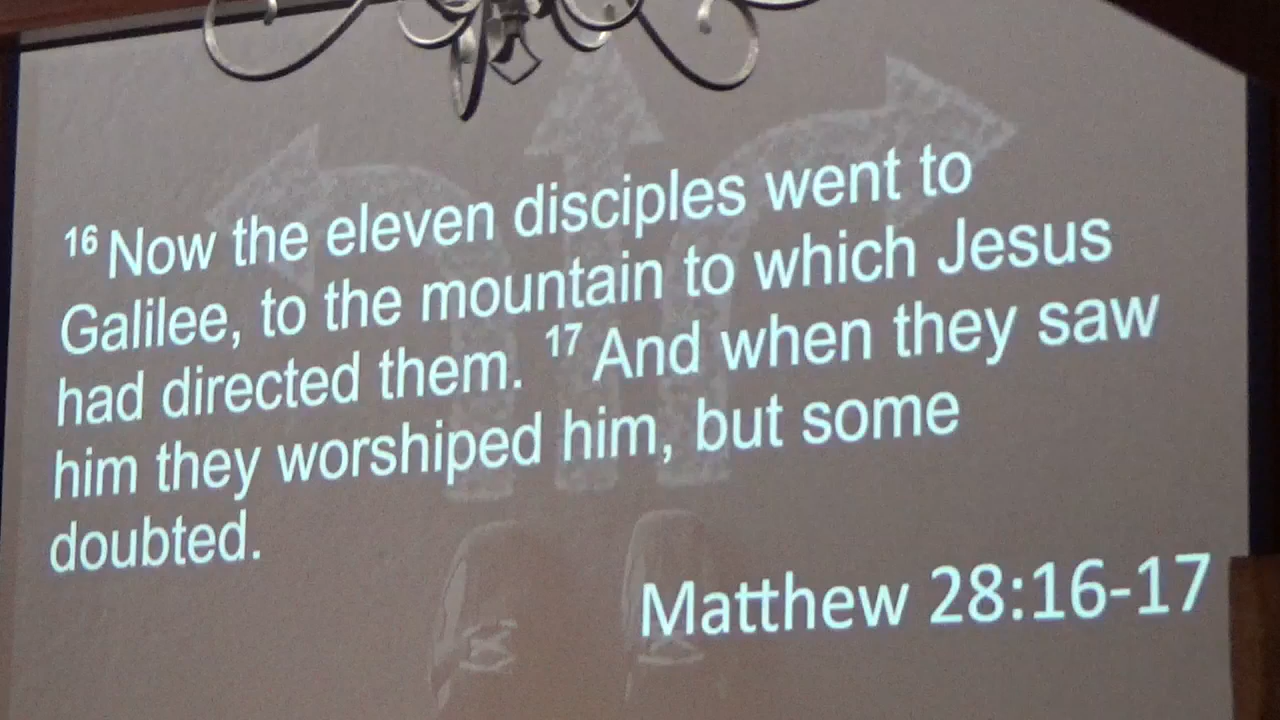 16 Now the eleven disciples went to
Galilee, to the mountain to which Jesus
had directed them. 17 And when they saw
him they worshiped him, but some
doubted.
Matthew 28:16-17